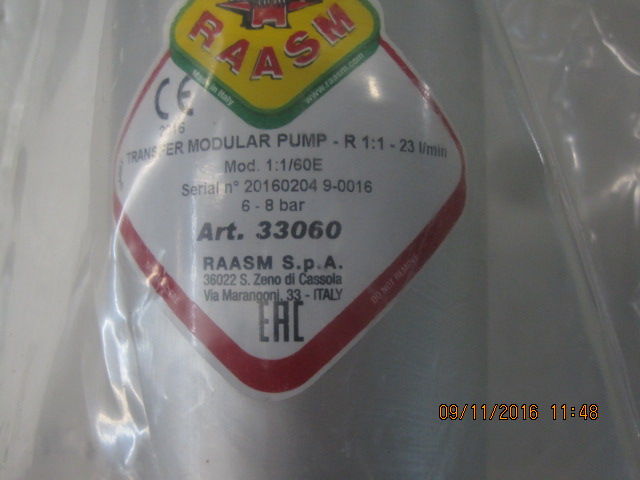 RAASM
Made in Italy
www.raasm.com
CE
2016
TRANSFER MODULAR PUMP - R 1:1 - 23 l/min
Mod. 1:1/60E
Serial n° 20160204 9-0016
6 - 8 bar
Art. 33060
RAASM S.p.A.
36022 S. Zeno di Cassola
Via Marangoni, 33 - ITALY
DO NOT REMOVE
EAC
09/11/2016 11:48